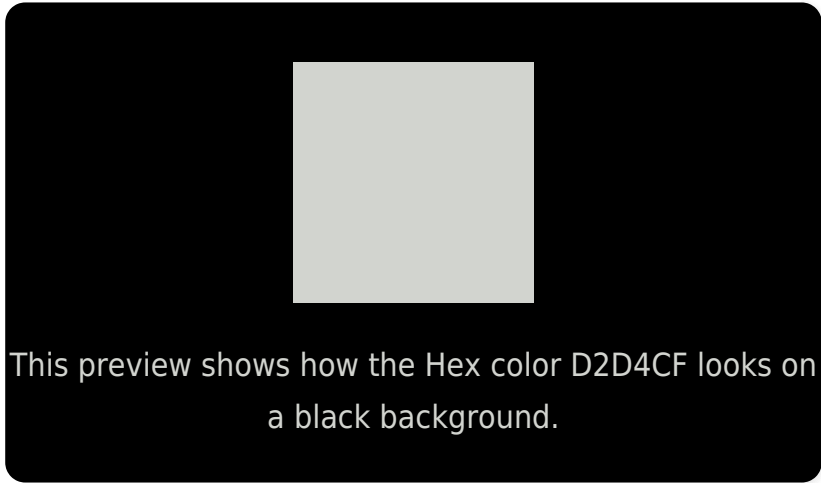 This preview shows how the Hex color D2D4CF looks on
a black background.